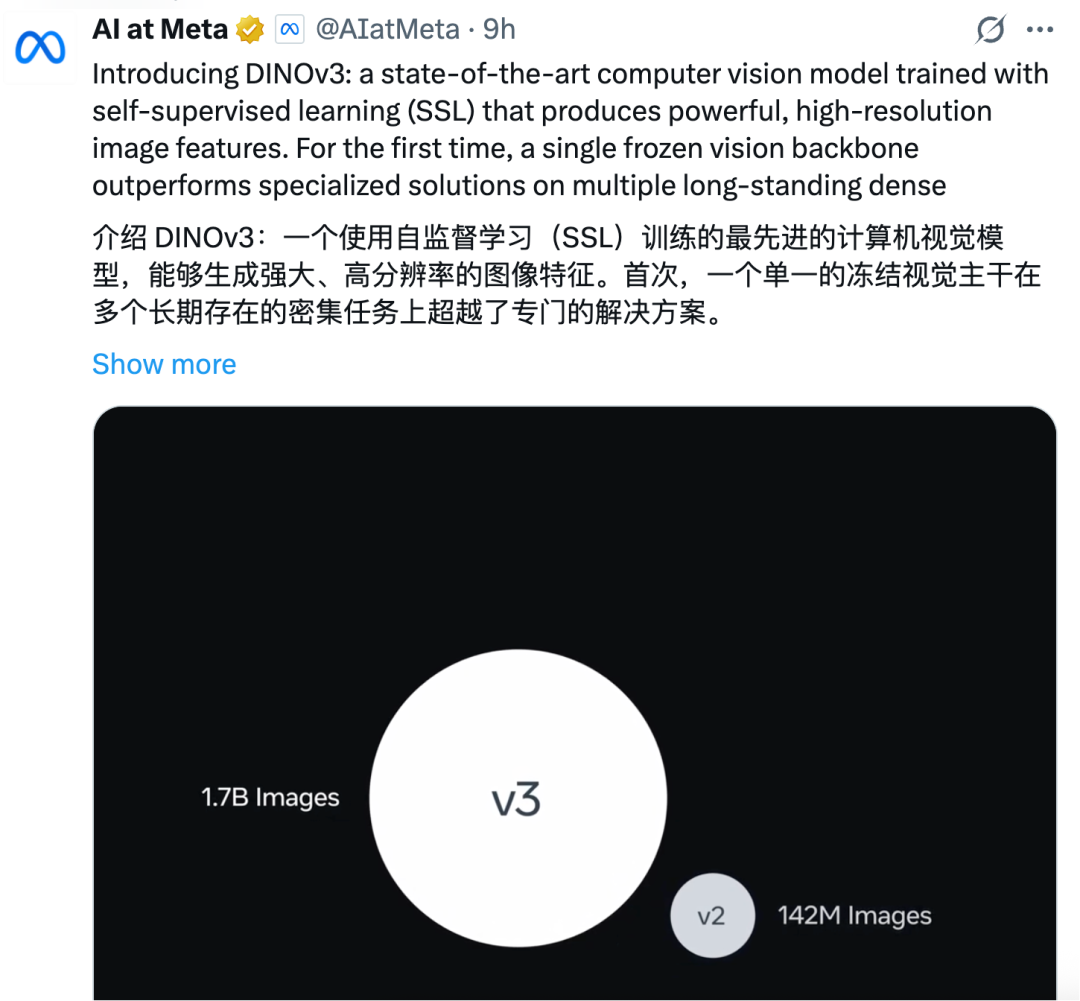 AI at Meta @AIatMeta · 9h
Introducing DINOv3: a state-of-the-art computer vision model trained with
self-supervised learning (SSL) that produces powerful, high-resolution
image features. For the first time, a single frozen vision backbone
outperforms specialized solutions on multiple long-standing dense
介绍 DINOv3：一个使用自监督学习（SSL）训练的最先进的计算机视觉模
型，能够生成强大、高分辨率的图像特征。首次，一个单一的冻结视觉主干在
多个长期存在的密集任务上超越了专门的解决方案。
Show more
1.7B Images
v3
v2
142M Images